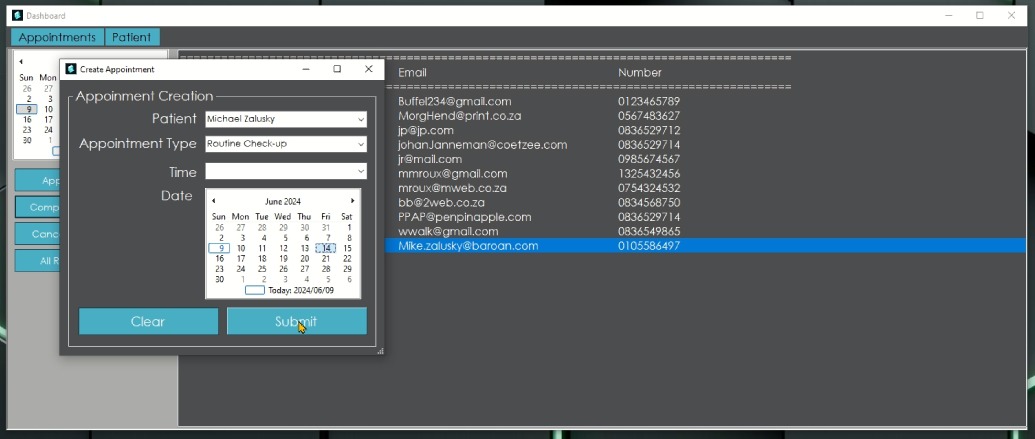 Dashboard
Appointments Patient
Sun Mon
26 27
2 3
9 10
16 17
23 24
30 1
App
Comp
Canc
All R
Create Appointment
Appoinment Creation
Patient Michael Zalusky
Appointment Type Routine Check-up
Time
Date
June 2024
Sun Mon Tue Wed Thu Fri Sat
26 27 28 29 30 31 1
2 3 4 5 6 7 8
9 10 11 12 13 14 15
16 17 18 19 20 21 22
23 24 25 26 27 28 29
30 1 2 3 4 5 6
Today: 2024/06/09
Clear Submit
Email Number
Buffel234@gmail.com 0123465789
MorgHend@print.co.za 0567483627
jp@jp.com 0836529712
johanJanneman@coetzee.com 0836529714
jr@mail.com 0985674567
mmroux@gmail.com 1325432456
mroux@mweb.co.za 0754324532
bb@2web.co.za 0834568750
PPAP@penpinapple.com 0836529714
wwalk@gmail.com 0836549865
Mike.zalusky@baroan.com 0105586497